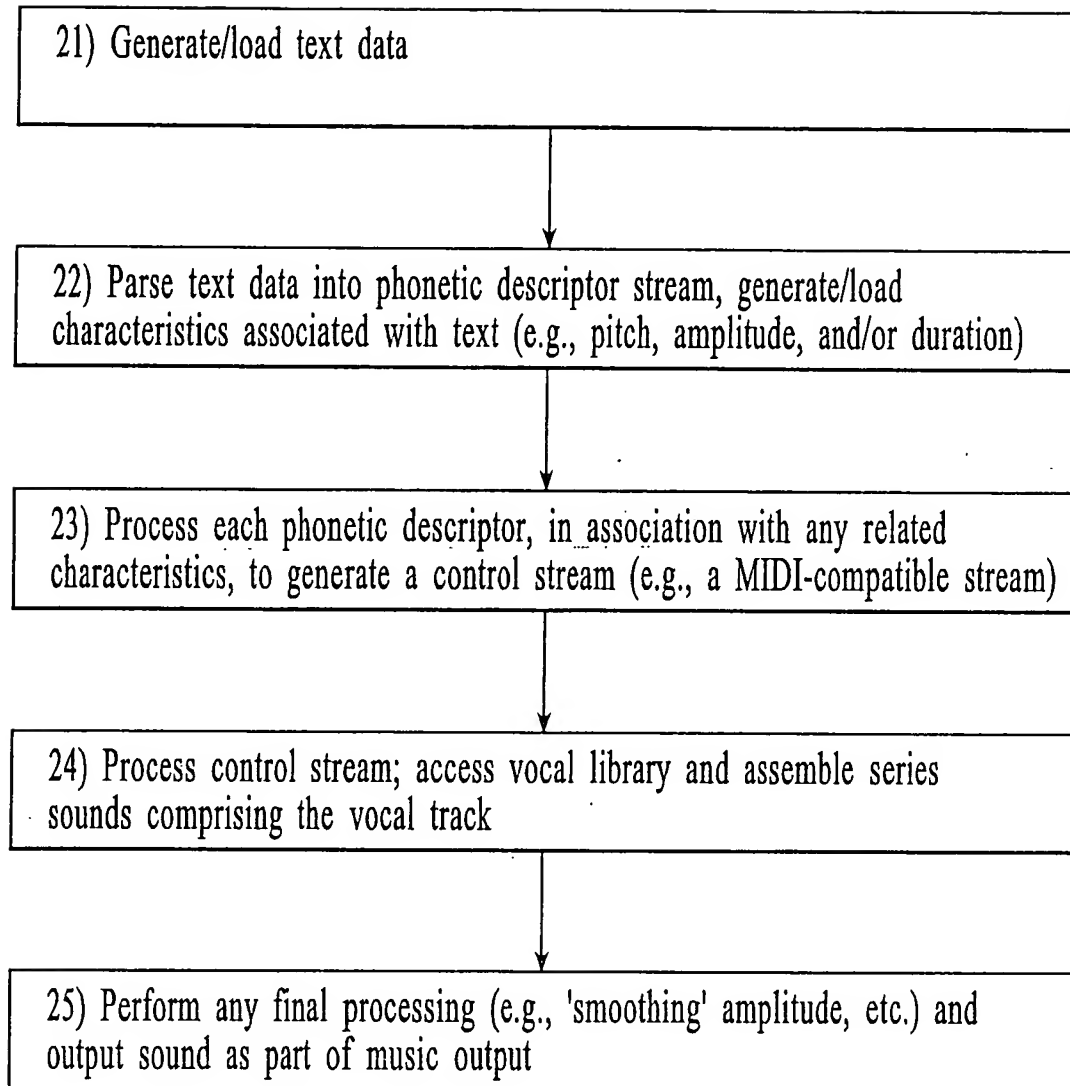 21) Generate/load text data
22) Parse text data into phonetic descriptor stream, generate/load
characteristics associated with text (e.g., pitch, amplitude, and/or duration)
23) Process each phonetic descriptor, in association with any related
characteristics, to generate a control stream (e.g., a MIDI-compatible stream)
24) Process control stream; access vocal library and assemble series
sounds comprising the vocal track
25) Perform any final processing (e.g., 'smoothing' amplitude, etc.) and
output sound as part of music output